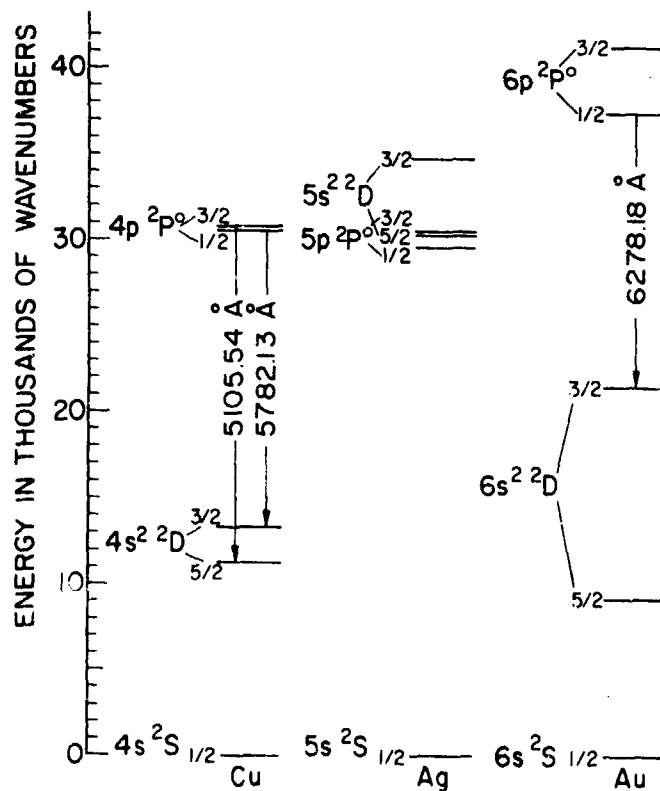 ENERGY IN THOUSANDS OF WAVENUMBERS
40
30
20
10
0
4p ²P° 3/2
1/2
5105.54 Å
5782.13 Å
4s² ²D 3/2
5/2
4s ²S 1/2
Cu
5s² ²D 3/2
5/2
5p ²P° 3/2
1/2
5s ²S 1/2
Ag
6p ²P° 3/2
1/2
6278.18 Å
6s² ²D 3/2
5/2
6s ²S 1/2
Au